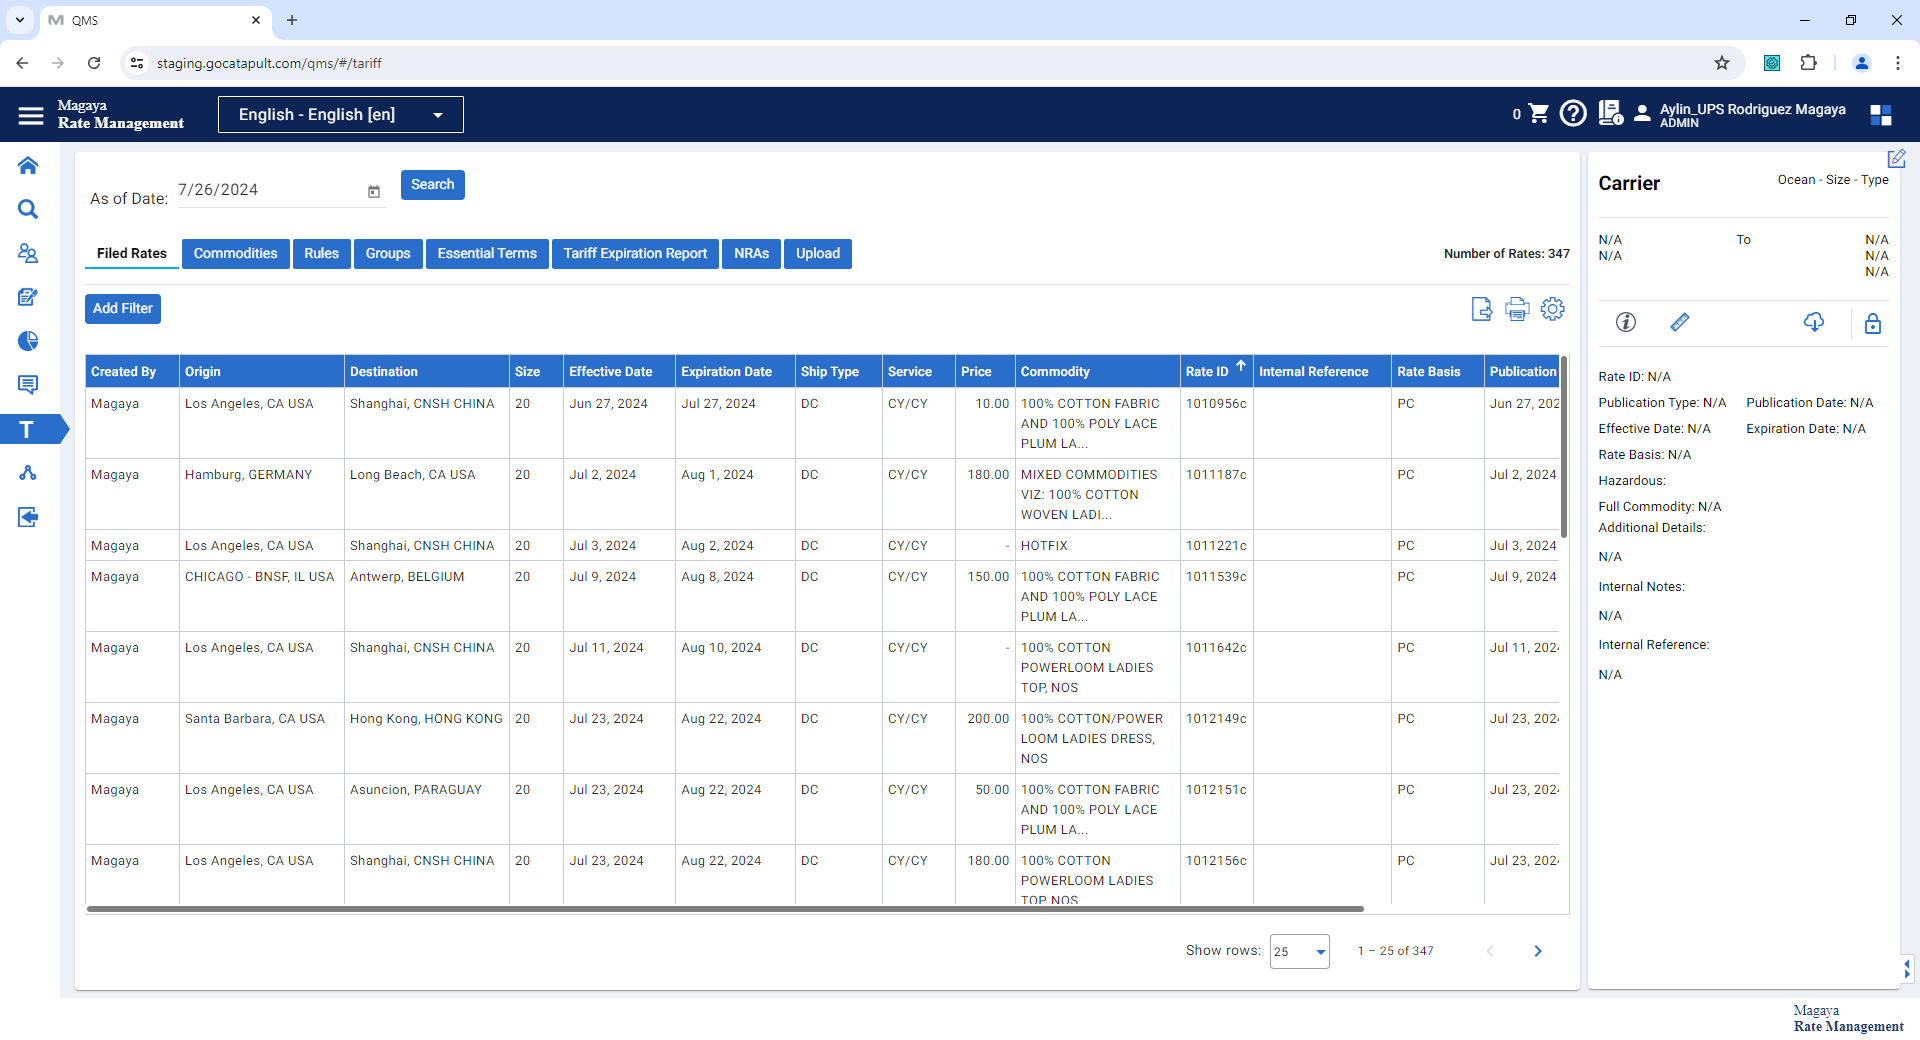 QMS
staging.gocatapult.com/qms/#/tariff
Magaya
Rate Management
English - English [en]
0
Aylin_UPS Rodriguez Magaya
ADMIN
As of Date: 7/26/2024 Search
Filed Rates Commodities Rules Groups Essential Terms Tariff Expiration Report NRAs Upload Number of Rates: 347
Add Filter
Created By Origin Destination Size Effective Date Expiration Date Ship Type Service Price Commodity Rate ID Internal Reference Rate Basis Publication
Magaya Los Angeles, CA USA Shanghai, CNSH CHINA 20 Jun 27, 2024 Jul 27, 2024 DC CY/CY 10.00 100% COTTON FABRIC 1010956c PC Jun 27, 202
AND 100% POLY LACE
PLUM LA...
Magaya Hamburg, GERMANY Long Beach, CA USA 20 Jul 2, 2024 Aug 1, 2024 DC CY/CY 180.00 MIXED COMMODITIES 1011187c PC Jul 2, 2024
VIZ: 100% COTTON
WOVEN LADI...
Magaya Los Angeles, CA USA Shanghai, CNSH CHINA 20 Jul 3, 2024 Aug 2, 2024 DC CY/CY - HOTFIX 1011221c PC Jul 3, 2024
Magaya CHICAGO - BNSF, IL USA Antwerp, BELGIUM 20 Jul 9, 2024 Aug 8, 2024 DC CY/CY 150.00 100% COTTON FABRIC 1011539c PC Jul 9, 2024
AND 100% POLY LACE
PLUM LA...
Magaya Los Angeles, CA USA Shanghai, CNSH CHINA 20 Jul 11, 2024 Aug 10, 2024 DC CY/CY - 100% COTTON 1011642c PC Jul 11, 2024
POWERLOOM LADIES
TOP, NOS
Magaya Santa Barbara, CA USA Hong Kong, HONG KONG 20 Jul 23, 2024 Aug 22, 2024 DC CY/CY 200.00 100% COTTON/POWER 1012149c PC Jul 23, 2024
LOOM LADIES DRESS,
NOS
Magaya Los Angeles, CA USA Asuncion, PARAGUAY 20 Jul 23, 2024 Aug 22, 2024 DC CY/CY 50.00 100% COTTON FABRIC 1012151c PC Jul 23, 2024
AND 100% POLY LACE
PLUM LA...
Magaya Los Angeles, CA USA Shanghai, CNSH CHINA 20 Jul 23, 2024 Aug 22, 2024 DC CY/CY 180.00 100% COTTON 1012156c PC Jul 23, 2024
POWERLOOM LADIES
TOP, NOS
Show rows: 25 1 – 25 of 347
Carrier Ocean - Size - Type
N/A To N/A
N/A N/A
N/A
Rate ID: N/A
Publication Type: N/A Publication Date: N/A
Effective Date: N/A Expiration Date: N/A
Rate Basis: N/A
Hazardous:
Full Commodity: N/A
Additional Details:
N/A
Internal Notes:
N/A
Internal Reference:
N/A
T
Magaya
Rate Management